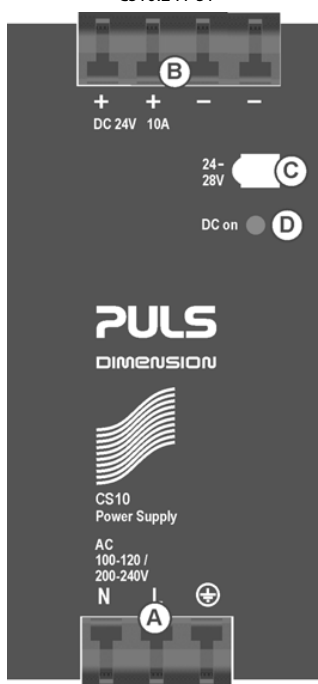 B
+ + – –
DC 24V 10A
24–
28V
C
DC on
D
PULS
DIMENSION
CS10
Power Supply
AC
100-120 /
200-240V
N L
A